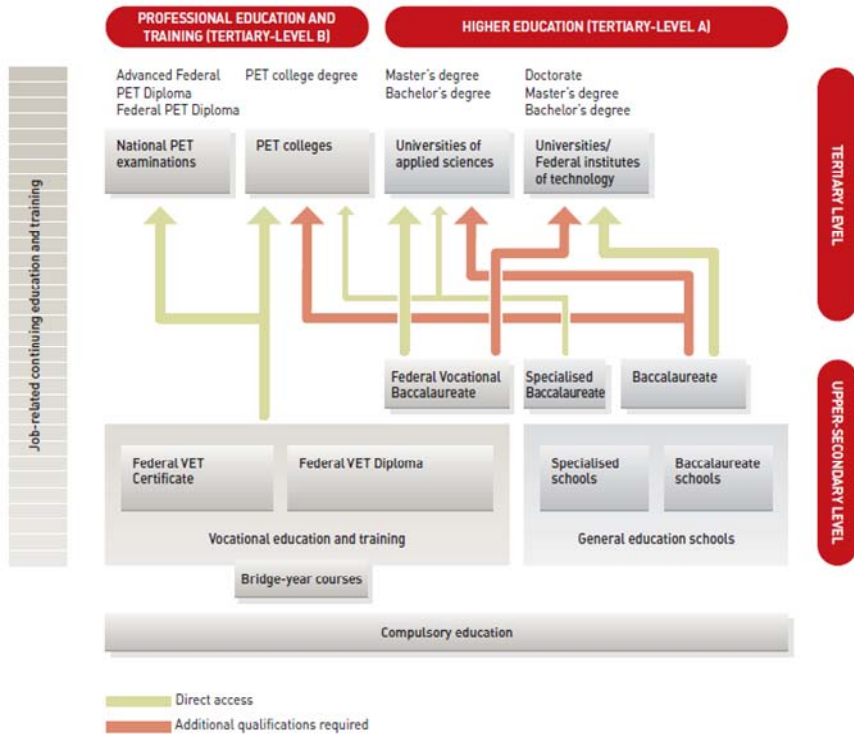 PROFESSIONAL EDUCATION AND
TRAINING (TERTIARY-LEVEL B)
HIGHER EDUCATION (TERTIARY-LEVEL A)
Advanced Federal
PET Diploma
Federal PET Diploma
PET college degree
Master's degree
Bachelor's degree
Doctorate
Master's degree
Bachelor's degree
National PET
examinations
PET colleges
Universities of
applied sciences
Universities/
Federal institutes
of technology
TERTIARY LEVEL
Job-related continuing education and training
Federal Vocational
Baccalaureate
Specialised
Baccalaureate
Baccalaureate
UPPER-SECONDARY LEVEL
Federal VET
Certificate
Federal VET Diploma
Specialised
schools
Baccalaureate
schools
Vocational education and training
General education schools
Bridge-year courses
Compulsory education
Direct access
Additional qualifications required